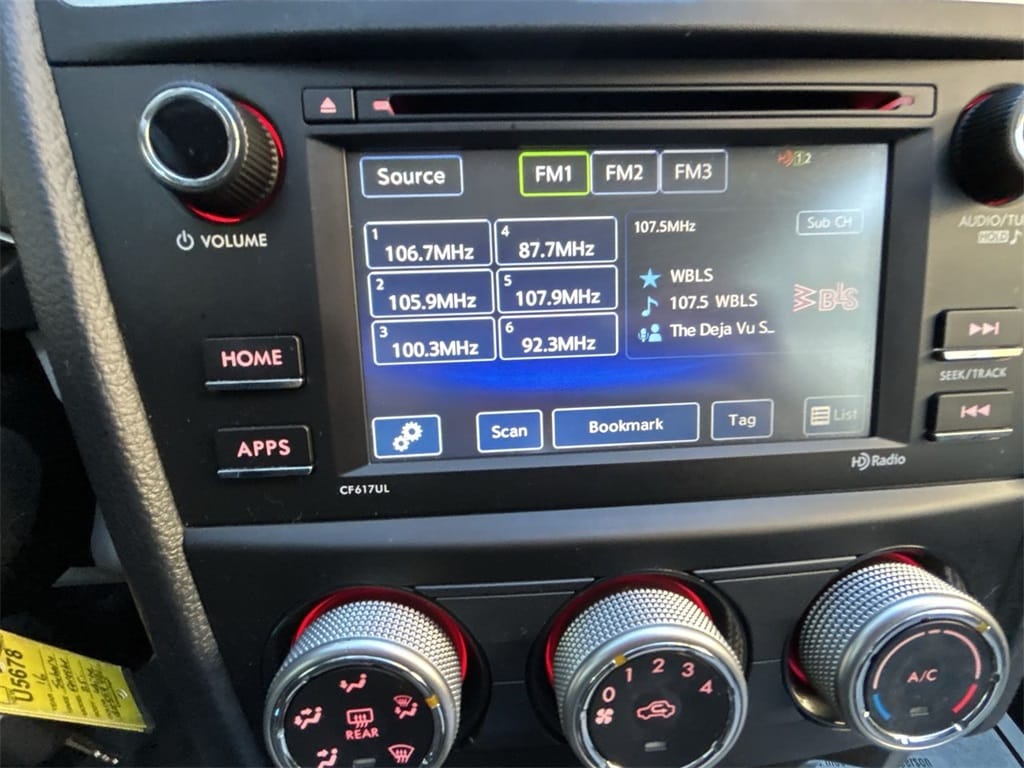 Source
FM1
FM2
FM3
HD 1 2
1
106.7MHz
4
87.7MHz
2
105.9MHz
5
107.9MHz
3
100.3MHz
6
92.3MHz
107.5MHz
Sub CH
WBLS
107.5 WBLS
The Deja Vu S...
WBLS
Scan
Bookmark
Tag
List
VOLUME
AUDIO/TU
HOLD
HOME
APPS
SEEK/TRACK
CF617UL
HD Radio
REAR
0
1
2
3
4
A/C
U5678
16